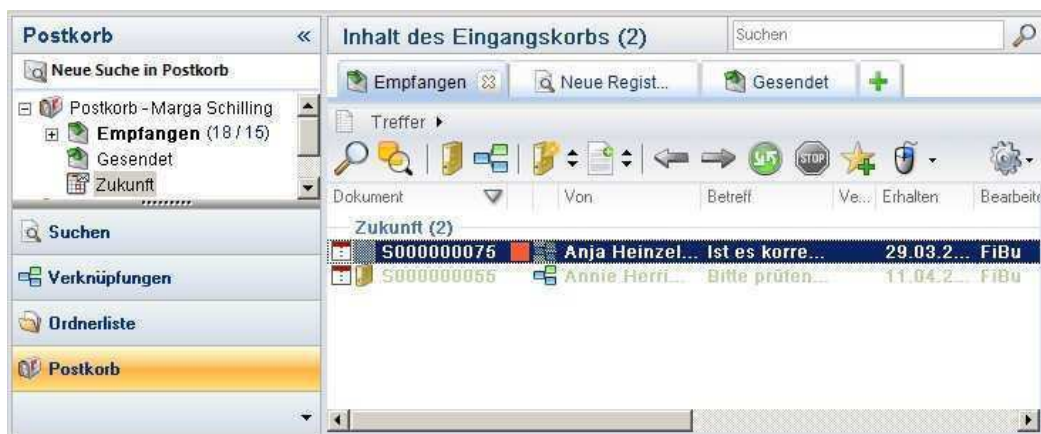 Postkorb «
Neue Suche in Postkorb
Postkorb - Marga Schilling
Empfangen (18 / 15)
Gesendet
Zukunft
Suchen
Verknüpfungen
Ordnerliste
Postkorb
Inhalt des Eingangskorbs (2) Suchen
Empfangen Neue Regist... Gesendet
Treffer
STOP
Dokument Von Betreff Ve... Erhalten Bearbeite
Zukunft (2)
S000000075 Anja Heinzel... Ist es korre... 29.03.2... FiBu
S000000055 Annie Herri... Bitte prüfen... 11.04.2... FiBu